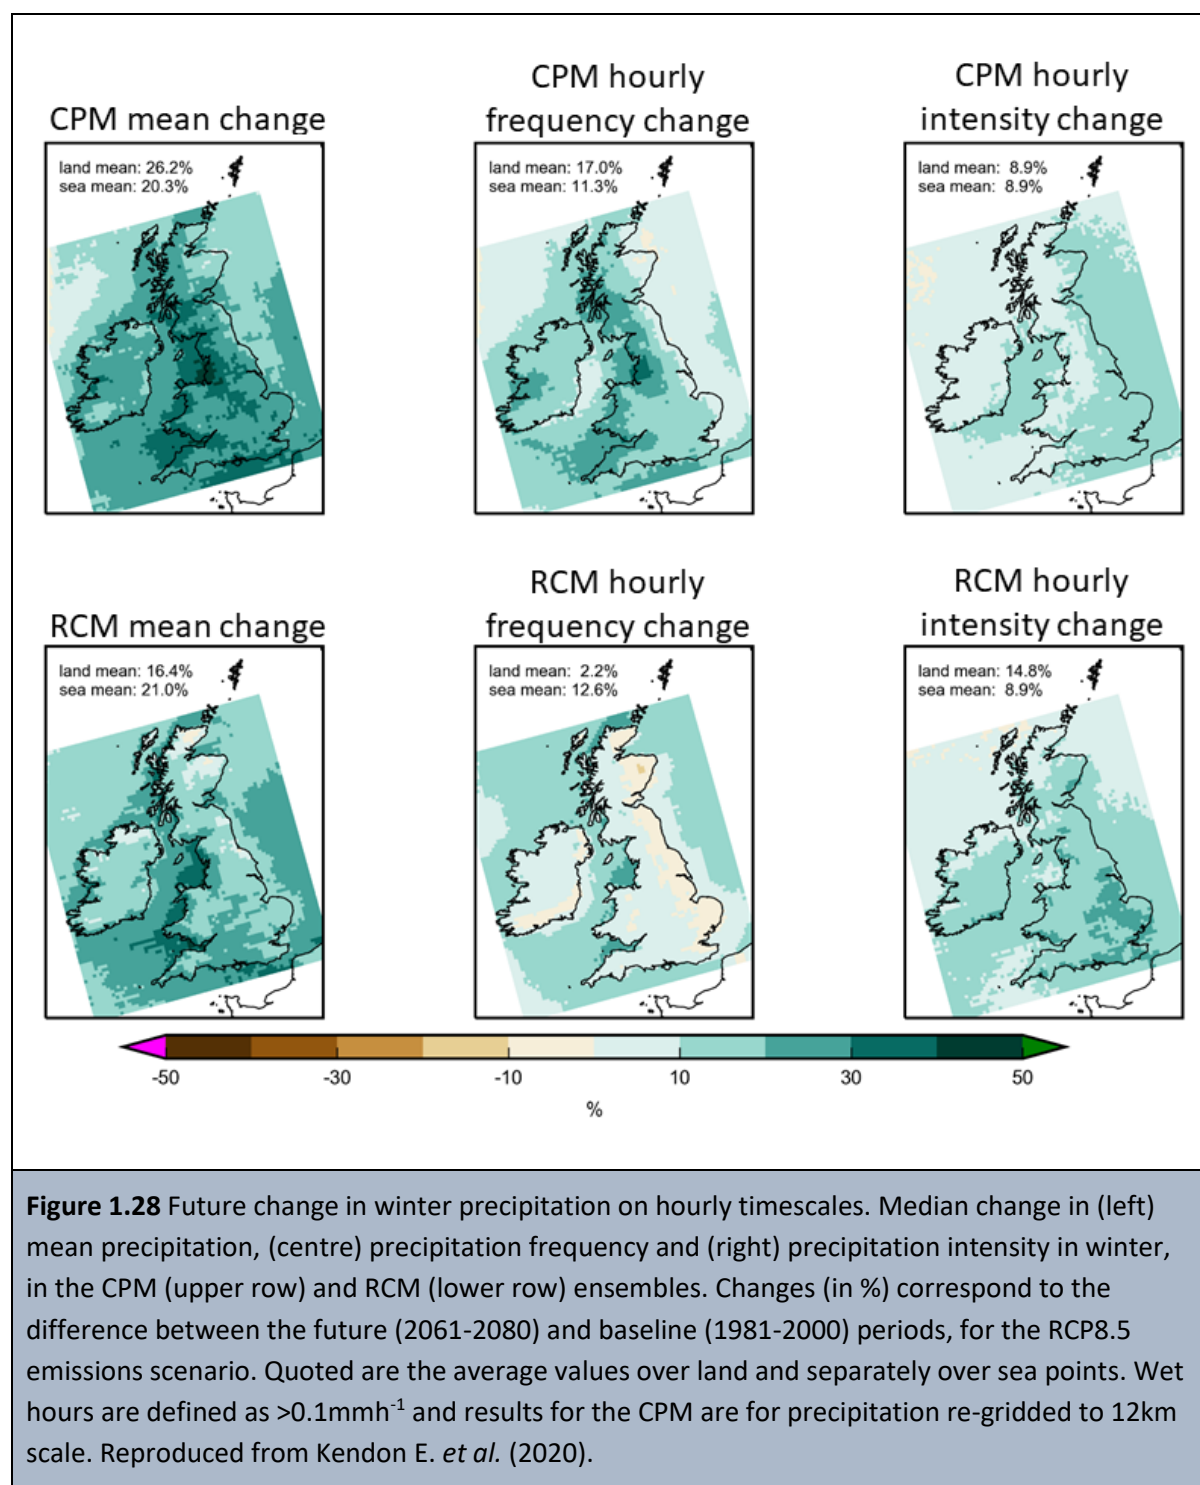 CPM mean change
land mean: 26.2%
sea mean: 20.3%
CPM hourly
frequency change
land mean: 17.0%
sea mean: 11.3%
CPM hourly
intensity change
land mean: 8.9%
sea mean: 8.9%
RCM mean change
land mean: 16.4%
sea mean: 21.0%
RCM hourly
frequency change
land mean: 2.2%
sea mean: 12.6%
RCM hourly
intensity change
land mean: 14.8%
sea mean: 8.9%
-50 -30 -10 10 30 50
%
Figure 1.28 Future change in winter precipitation on hourly timescales. Median change in (left)
mean precipitation, (centre) precipitation frequency and (right) precipitation intensity in winter,
in the CPM (upper row) and RCM (lower row) ensembles. Changes (in %) correspond to the
difference between the future (2061-2080) and baseline (1981-2000) periods, for the RCP8.5
emissions scenario. Quoted are the average values over land and separately over sea points. Wet
hours are defined as >0.1mmh⁻¹ and results for the CPM are for precipitation re-gridded to 12km
scale. Reproduced from Kendon E. et al. (2020).